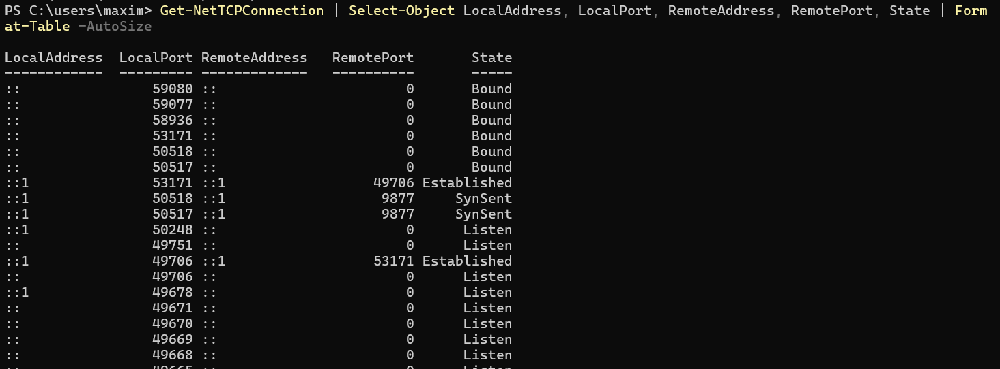 PS C:\users\maxim> Get-NetTCPConnection | Select-Object LocalAddress, LocalPort, RemoteAddress, RemotePort, State | Form
at-Table -AutoSize
LocalAddress LocalPort RemoteAddress RemotePort State
------------ --------- ------------- ---------- -----
:: 59080 :: 0 Bound
:: 59077 :: 0 Bound
:: 58936 :: 0 Bound
:: 53171 :: 0 Bound
:: 50518 :: 0 Bound
:: 50517 :: 0 Bound
::1 53171 ::1 49706 Established
::1 50518 ::1 9877 SynSent
::1 50517 ::1 9877 SynSent
::1 50248 :: 0 Listen
:: 49751 :: 0 Listen
::1 49706 ::1 53171 Established
:: 49706 :: 0 Listen
::1 49678 :: 0 Listen
:: 49671 :: 0 Listen
:: 49670 :: 0 Listen
:: 49669 :: 0 Listen
:: 49668 :: 0 Listen